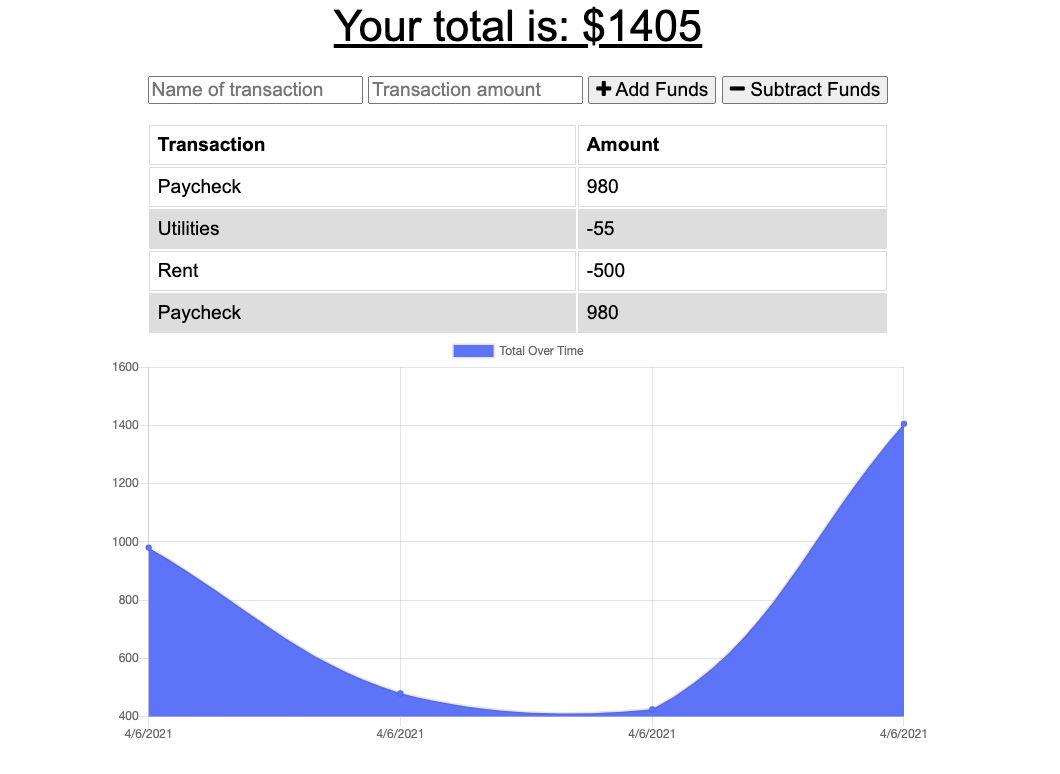 Your total is: $1405
Name of transaction Transaction amount Add Funds Subtract Funds
Transaction Amount
Paycheck 980
Utilities -55
Rent -500
Paycheck 980
Total Over Time
1600
1400
1200
1000
800
600
400
4/6/2021 4/6/2021 4/6/2021 4/6/2021